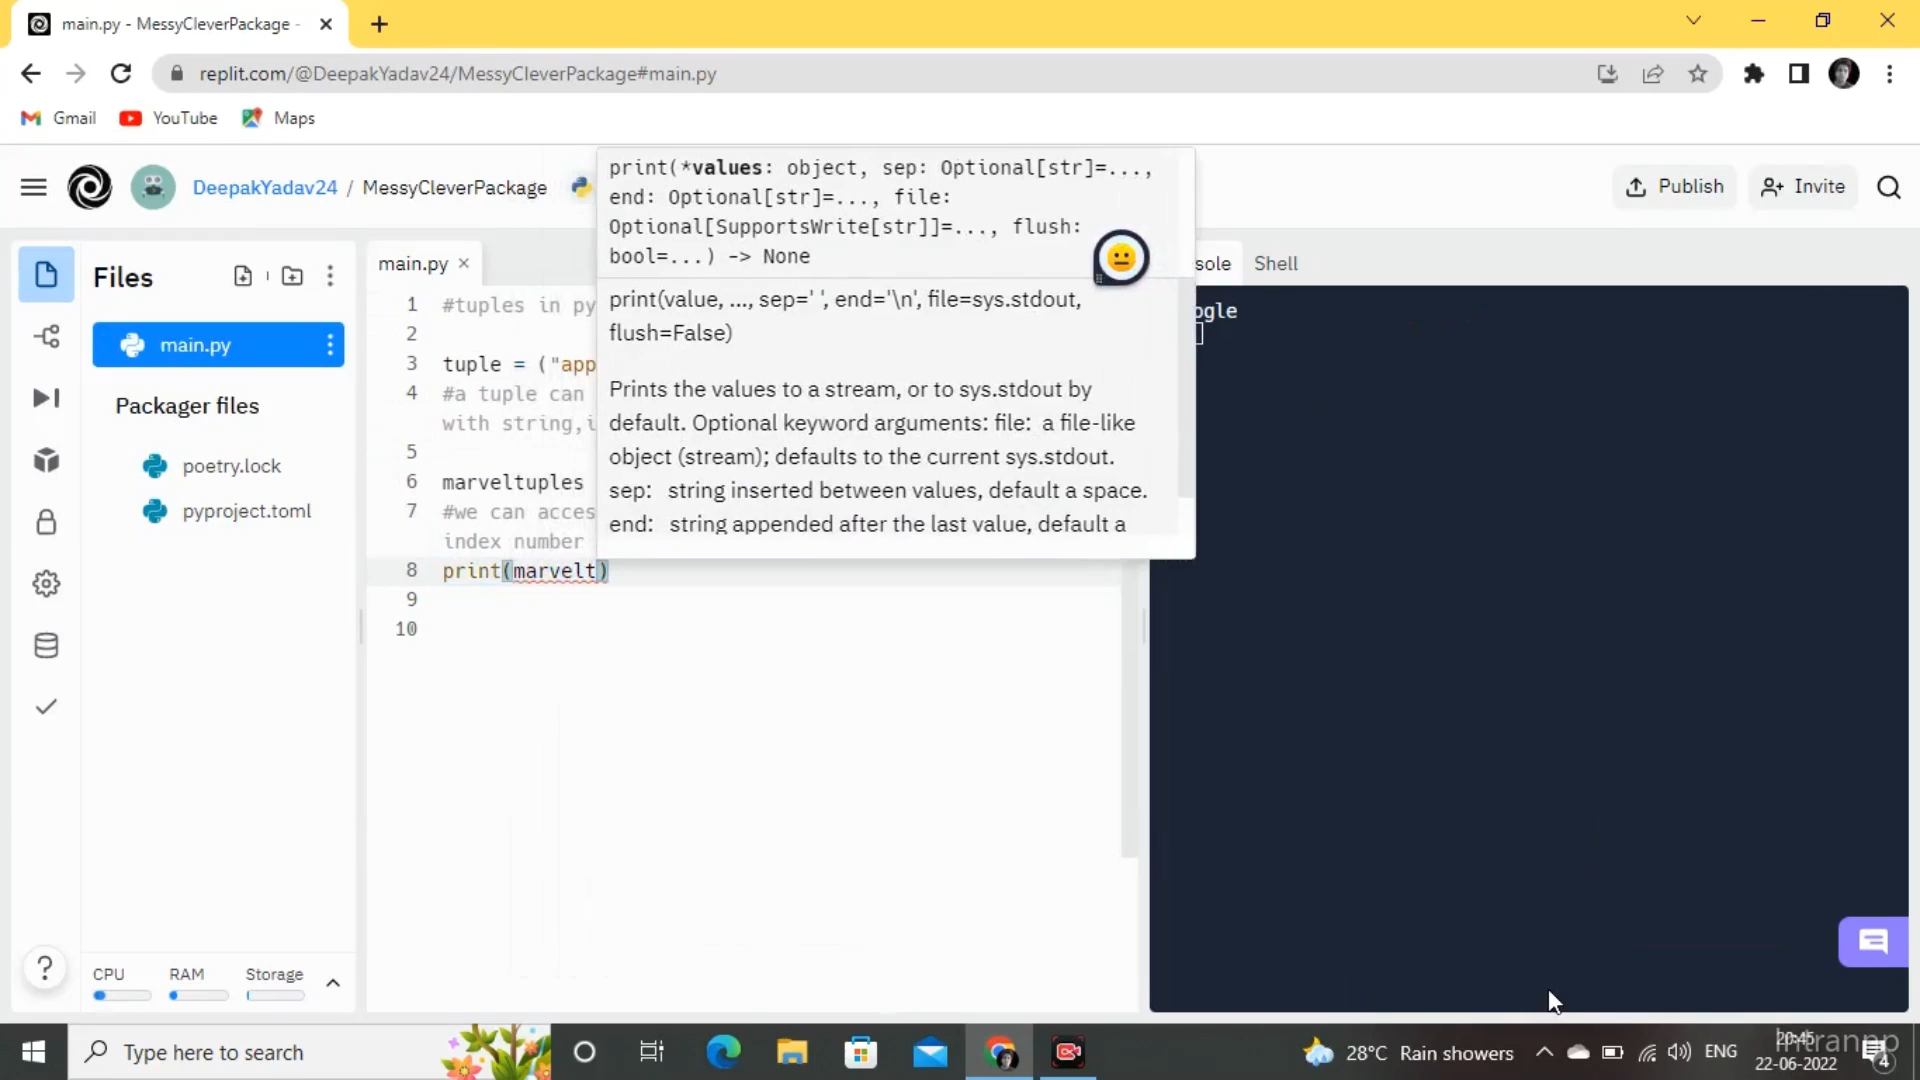 main.py - MessyCleverPackage -
replit.com/@DeepakYadav24/MessyCleverPackage#main.py
Gmail YouTube Maps
DeepakYadav24 / MessyCleverPackage
Publish Invite
print(*values: object, sep: Optional[str]=...,
end: Optional[str]=..., file:
Optional[SupportsWrite[str]]=..., flush:
bool=...) -> None
print(value, ..., sep=' ', end='\n', file=sys.stdout,
flush=False)
Prints the values to a stream, or to sys.stdout by
default. Optional keyword arguments: file: a file-like
object (stream); defaults to the current sys.stdout.
sep: string inserted between values, default a space.
end: string appended after the last value, default a
Files
main.py
Packager files
poetry.lock
pyproject.toml
CPU RAM Storage
main.py
1 #tuples in py
2
3 tuple = ("app
4 #a tuple can
with string,i
5
6 marveltuples
7 #we can acces
index number
8 print(marvelt)
9
10
sole Shell
ogle
?
Type here to search
28°C Rain showers
ENG
20:45
22-06-2022
4